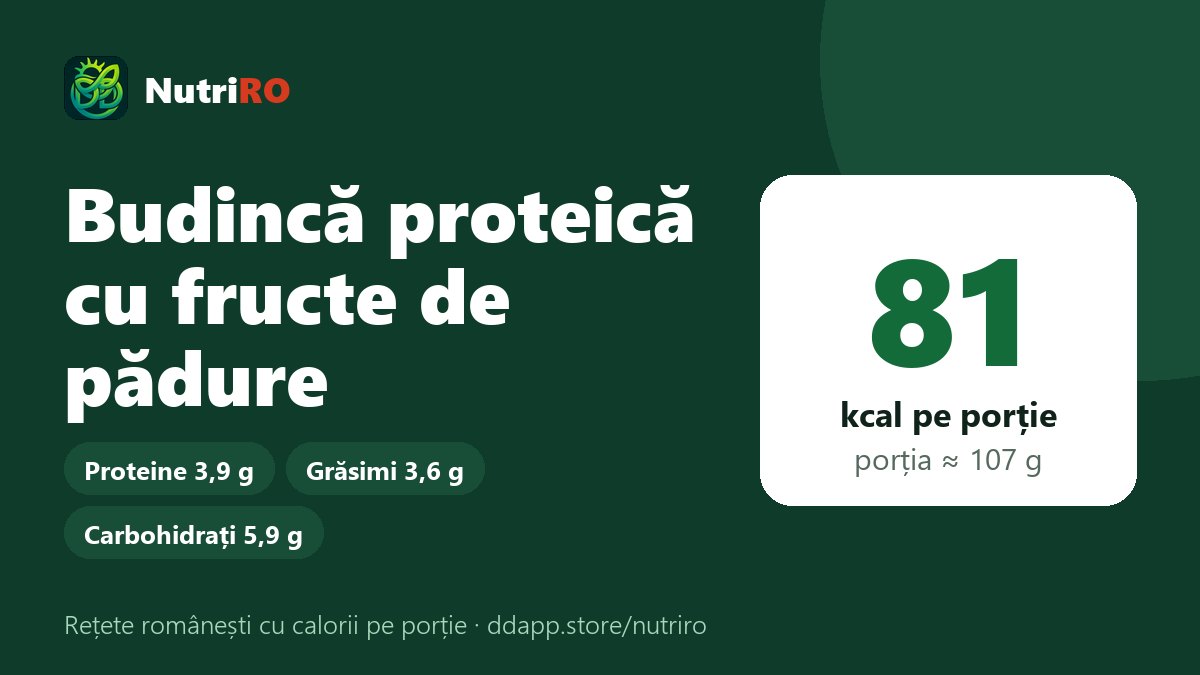 NutriRO
Budincă proteică
cu fructe de
pădure
Proteine 3,9 g
Grăsimi 3,6 g
Carbohidrați 5,9 g
81
kcal pe porție
porția ≈ 107 g
Rețete românești cu calorii pe porție · ddapp.store/nutriro